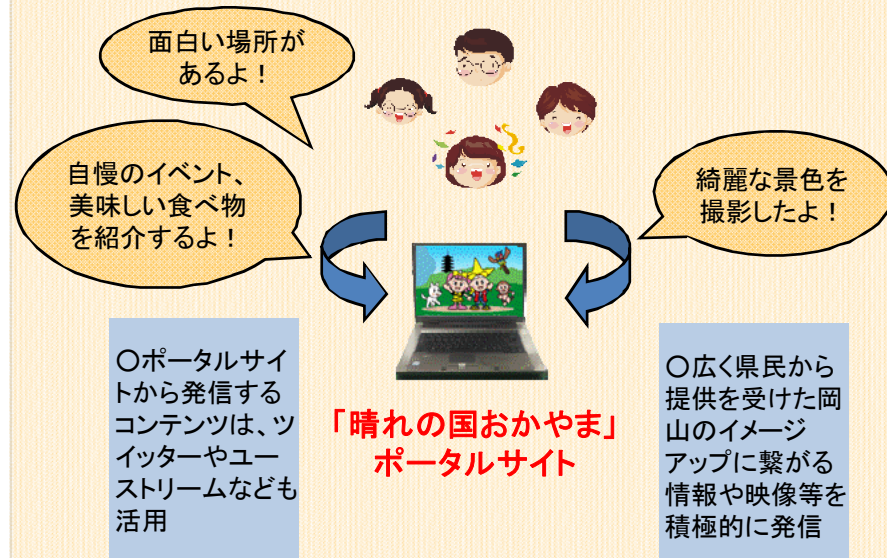 面白い場所が
あるよ！
自慢のイベント、
美味しい食べ物
を紹介するよ！
綺麗な景色を
撮影したよ！
「晴れの国おかやま」
ポータルサイト
○ポータルサイ
トから発信する
コンテンツは、ツ
イッターやユー
ストリームなども
活用
○広く県民から
提供を受けた岡
山のイメージ
アップに繋がる
情報や映像等を
積極的に発信